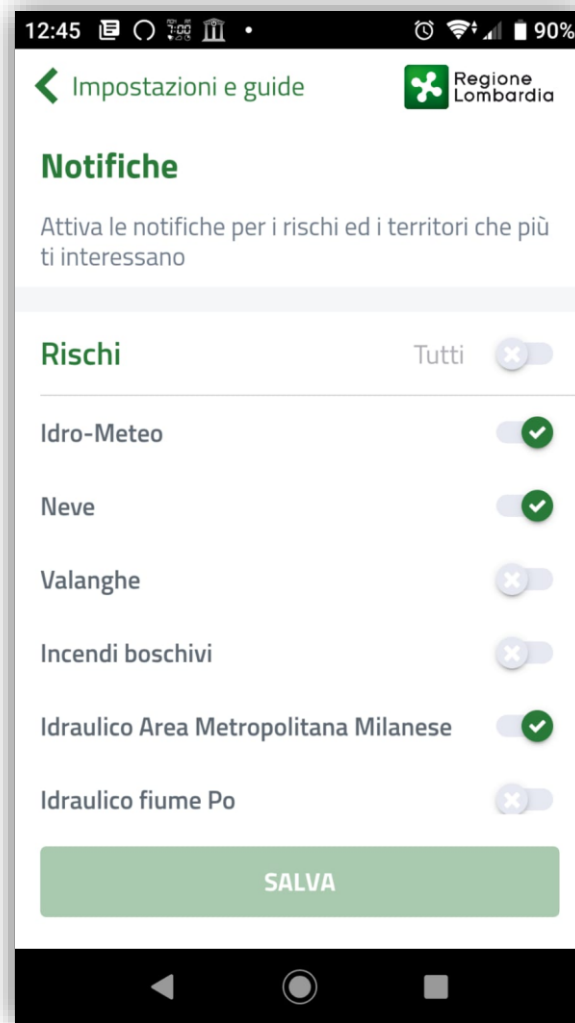 12:45 90%
Impostazioni e guide
Regione
Lombardia
Notifiche
Attiva le notifiche per i rischi ed i territori che più
ti interessano
Rischi Tutti
Idro-Meteo
Neve
Valanghe
Incendi boschivi
Idraulico Area Metropolitana Milanese
Idraulico fiume Po
SALVA